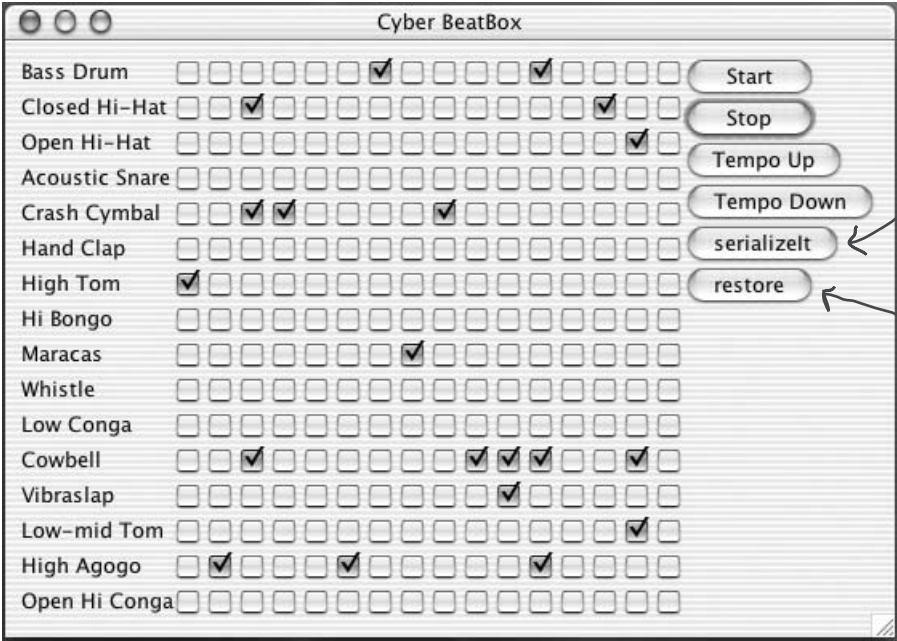 Cyber BeatBox
Bass Drum
Start
Closed Hi-Hat
Stop
Open Hi-Hat
Tempo Up
Acoustic Snare
Tempo Down
Crash Cymbal
Hand Clap
serializeIt
High Tom
restore
Hi Bongo
Maracas
Whistle
Low Conga
Cowbell
Vibraslap
Low-mid Tom
High Agogo
Open Hi Conga